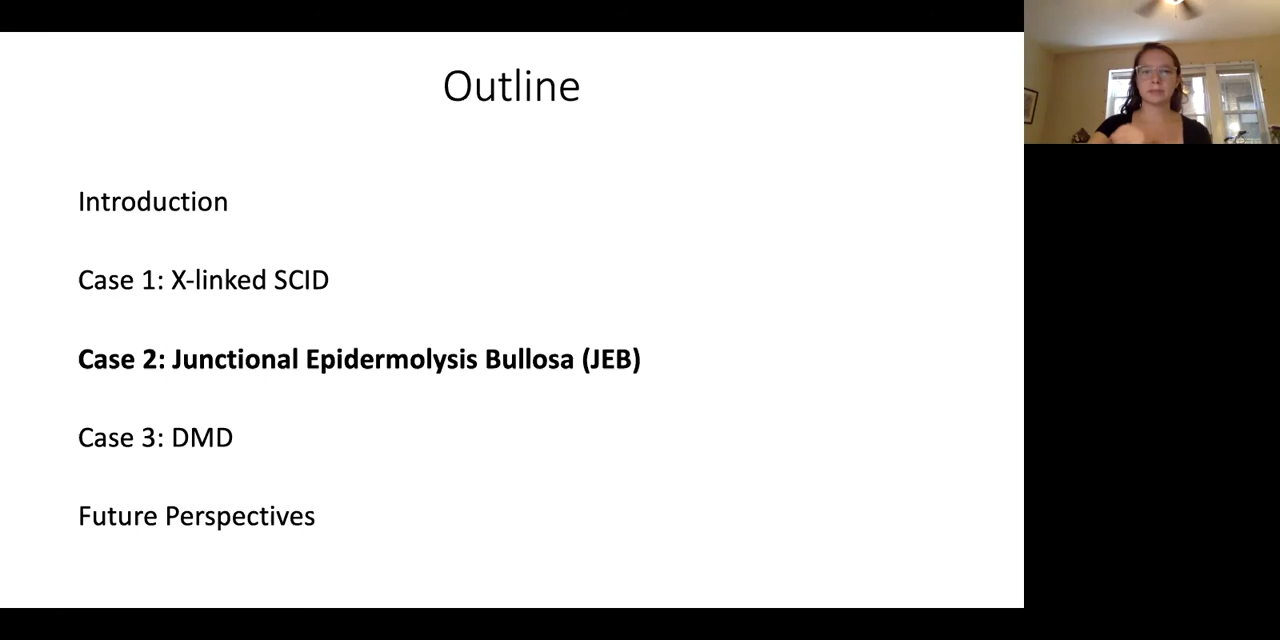 Outline
Introduction
Case 1: X-linked SCID
Case 2: Junctional Epidermolysis Bullosa (JEB)
Case 3: DMD
Future Perspectives